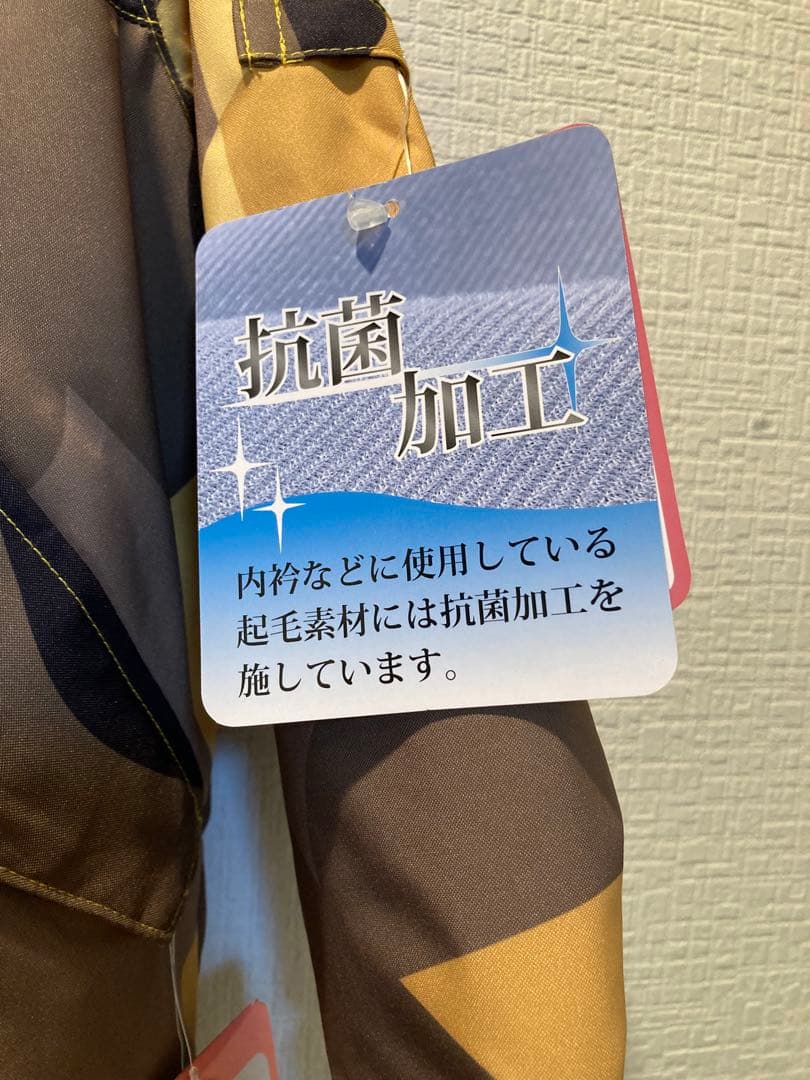 抗菌
加工
内衿などに使用している
起毛素材には抗菌加工を
施しています。